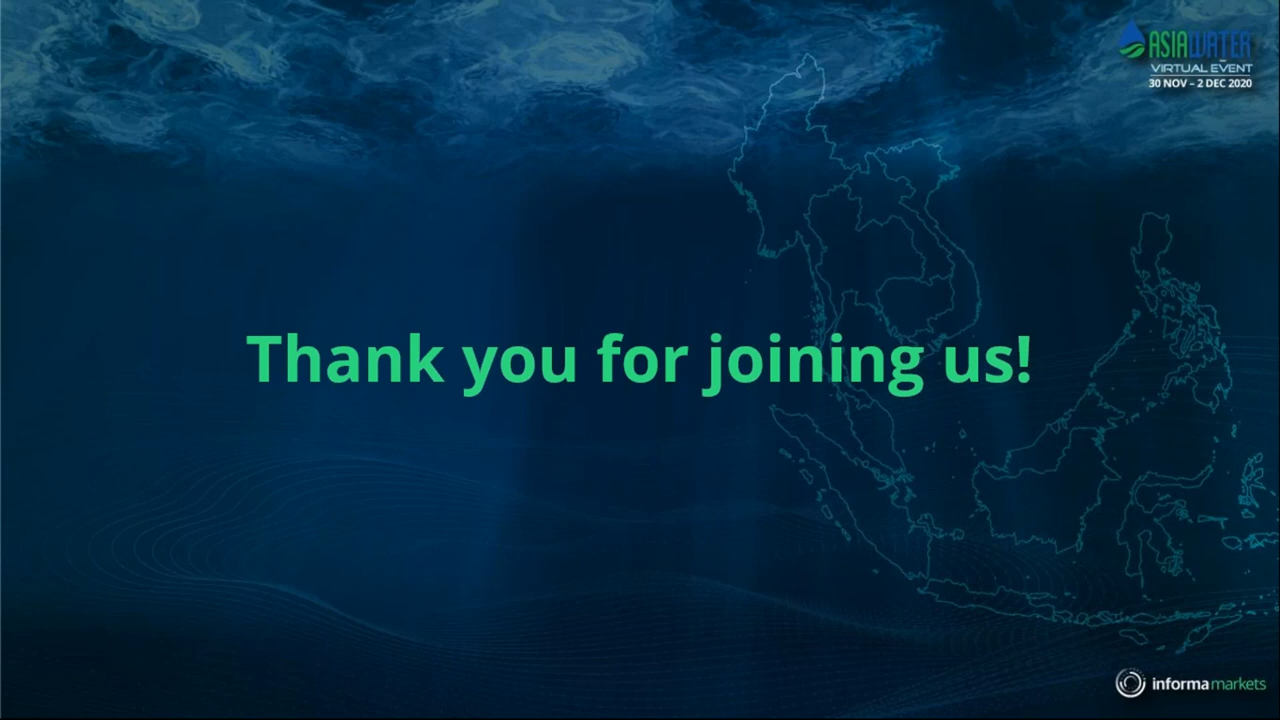 ASIAWATER
VIRTUAL EVENT
30 NOV – 2 DEC 2020
Thank you for joining us!
informa markets